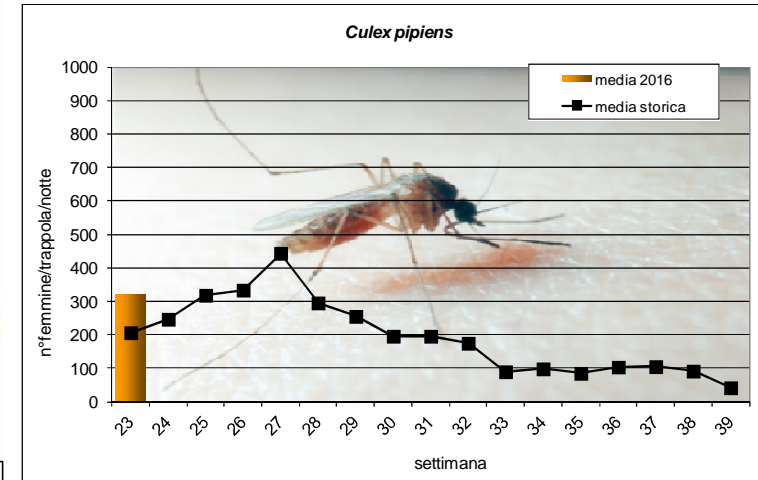 Culex pipiens
1000
900
800
700
600
500
400
300
200
100
0
n°femmine/trappola/notte
media 2016
media storica
23 24 25 26 27 28 29 30 31 32 33 34 35 36 37 38 39
settimana